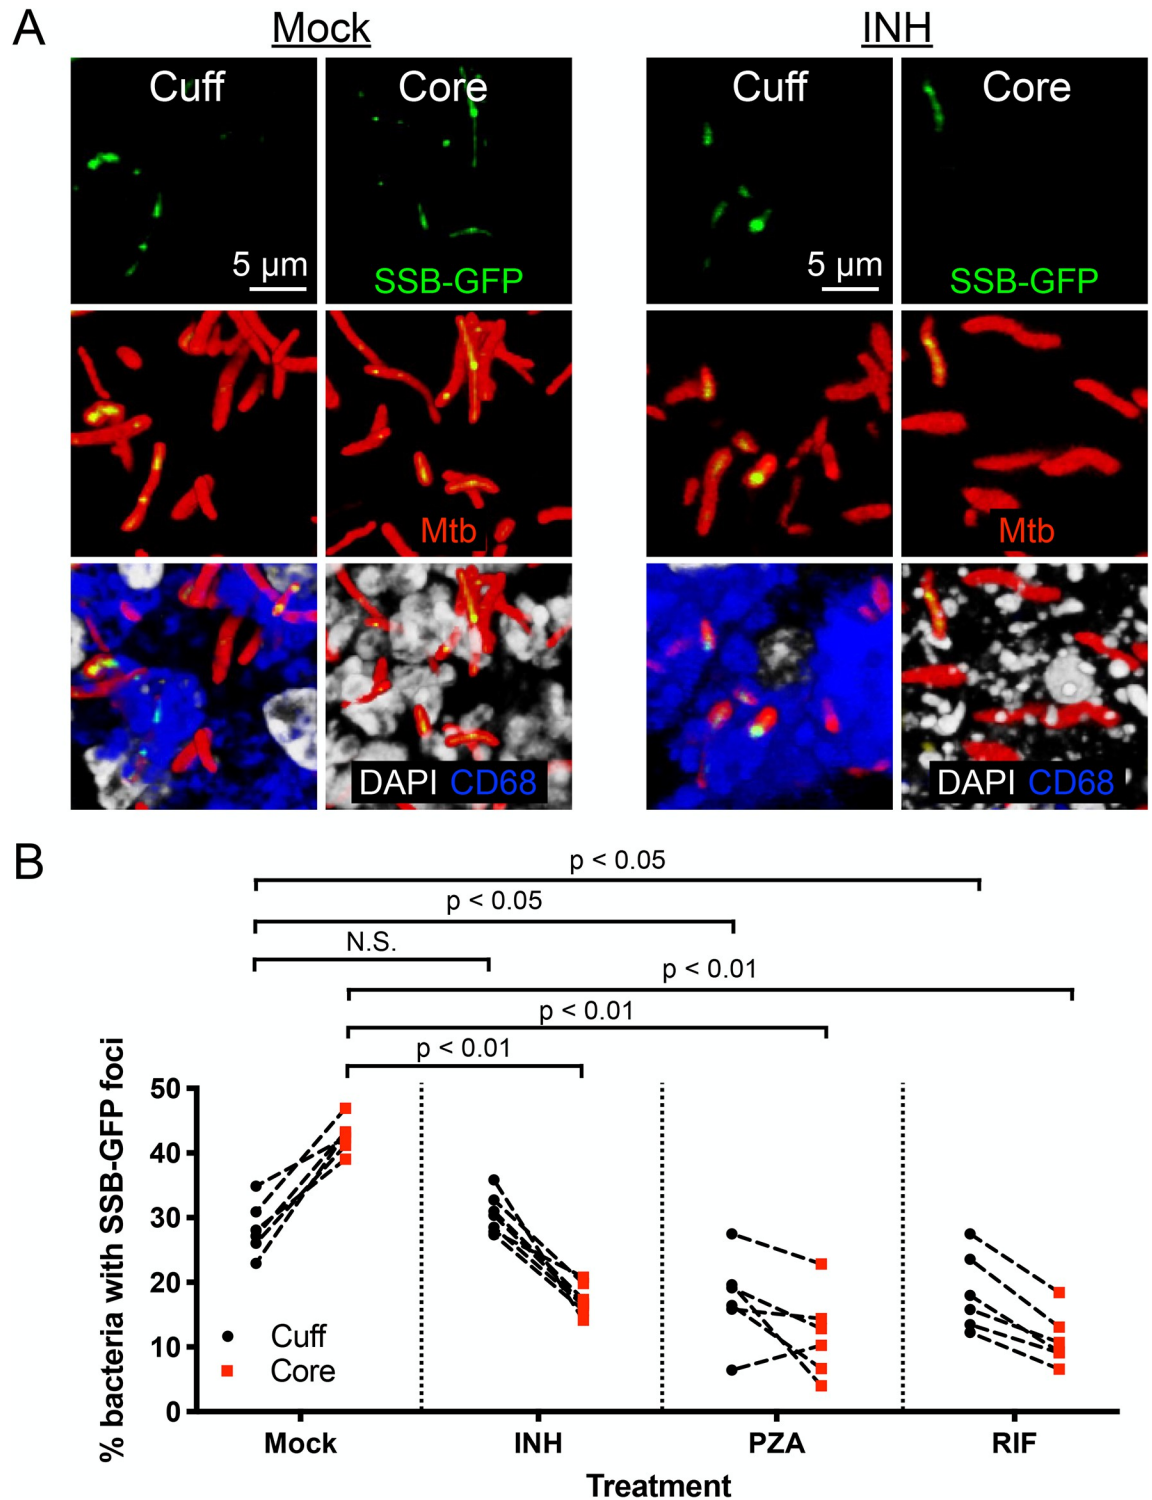 A
Mock
INH
Cuff
Core
Cuff
Core
5 µm
SSB-GFP
5 µm
SSB-GFP
Mtb
Mtb
DAPI CD68
DAPI CD68
B
p < 0.05
p < 0.05
N.S.
p < 0.01
p < 0.01
p < 0.01
% bacteria with SSB-GFP foci
50
40
30
20
10
0
Cuff
Core
Mock
INH
PZA
RIF
Treatment